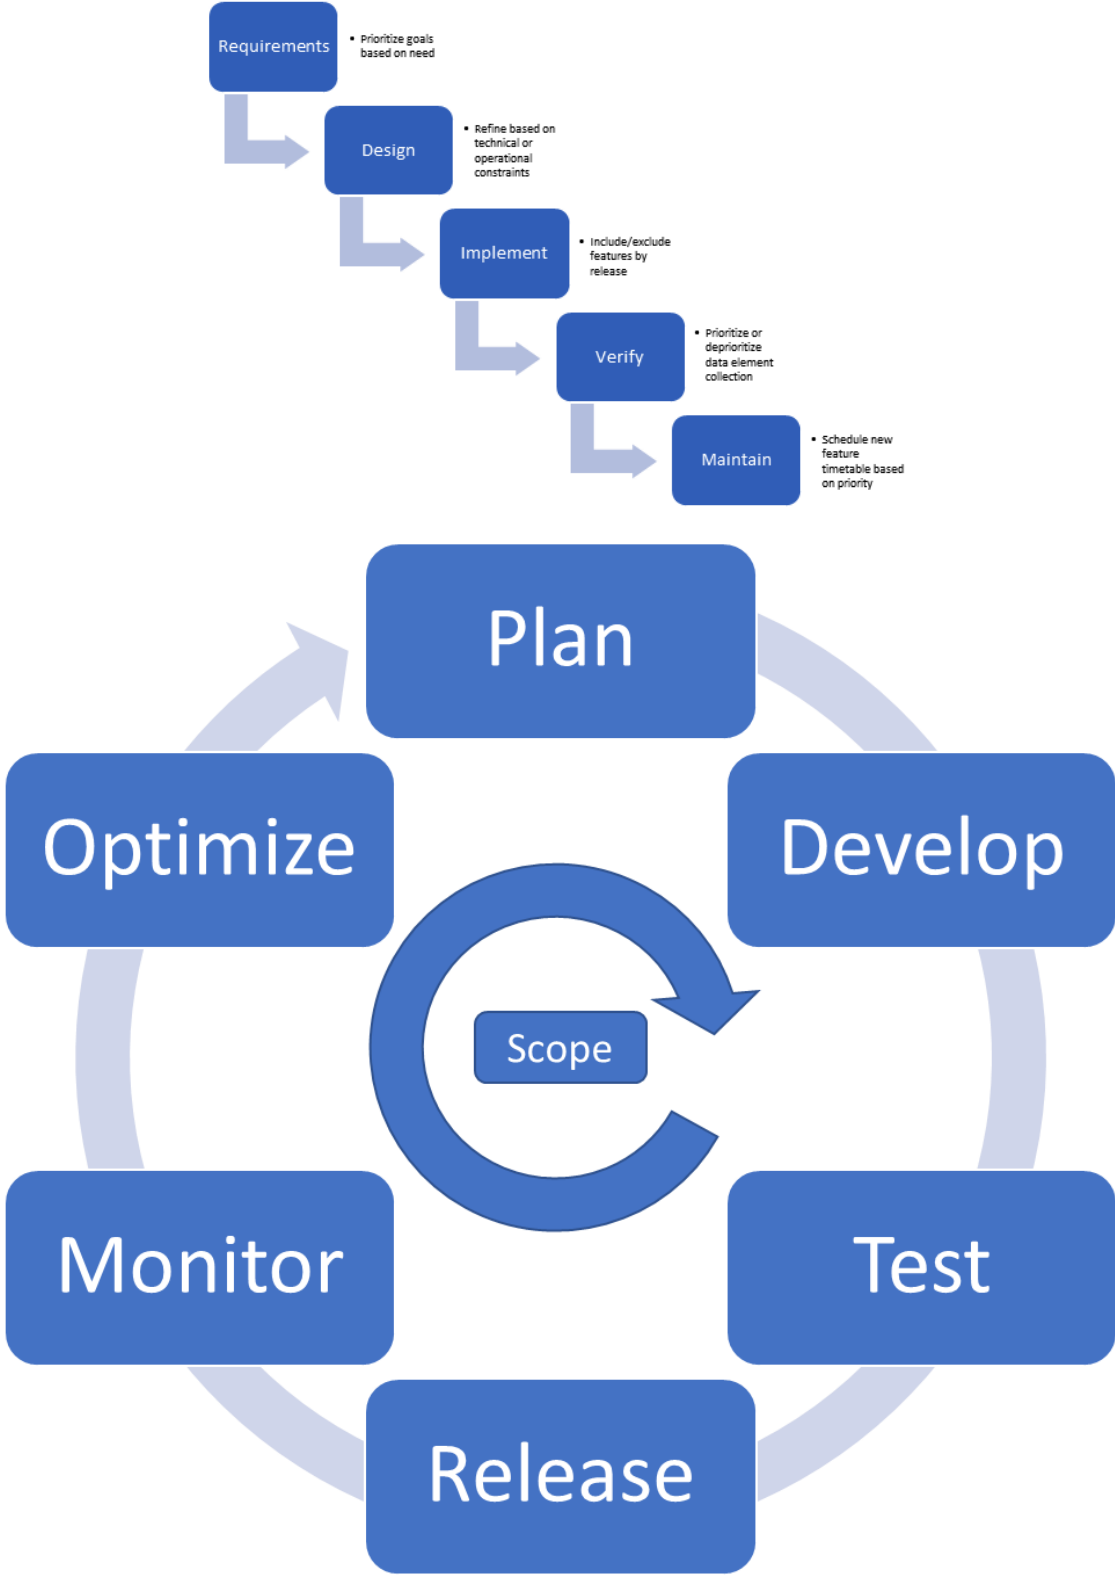 Requirements
• Prioritize goals
based on need
Design
• Refine based on
technical or
operational
constraints
Implement
• Include/exclude
features by
release
Verify
• Prioritize or
deprioritize
data element
collection
Maintain
• Schedule new
feature
timetable based
on priority
Plan
Develop
Test
Release
Monitor
Optimize
Scope